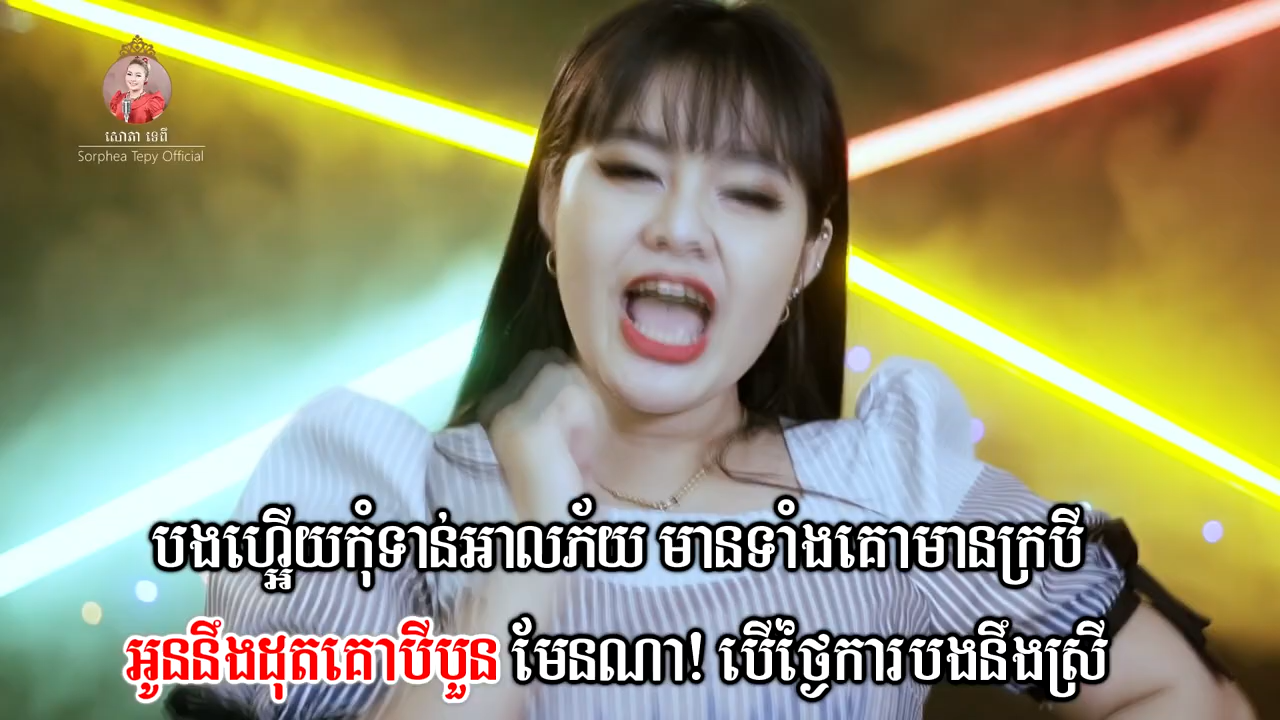 សោភា ទេពី
Sorphea Tepy Official
បងហ្អើយកុំទាន់អាលភ័យ មានទាំងគោមានក្របី
អូននឹងដុតគោបីបួន មែនណា! បើថ្ងៃការបងនឹងស្រី